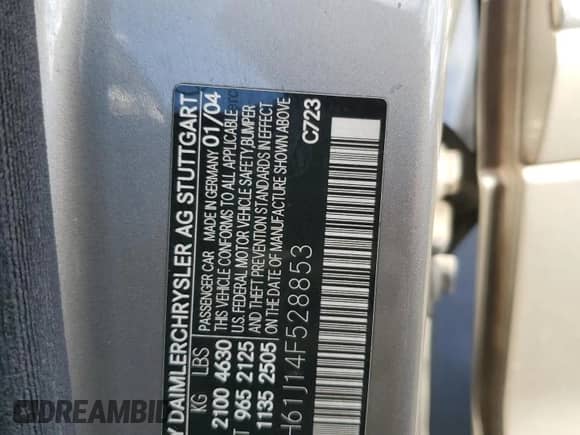 Y DAIMLERCHRYSLER AG STUTTGART
KG LBS PASSENGER CAR MADE IN GERMANY 01/04
2100 4630 THIS VEHICLE CONFORMS TO ALL APPLICABLE
U.S. FEDERAL MOTOR VEHICLE SAFETY BUMPER
T 965 2125 AND THEFT PREVENTION STANDARDS IN EFFECT
1135 2505 ON THE DATE OF MANUFACTURE SHOWN ABOVE
C723
H61J14F528853
DREAMBID